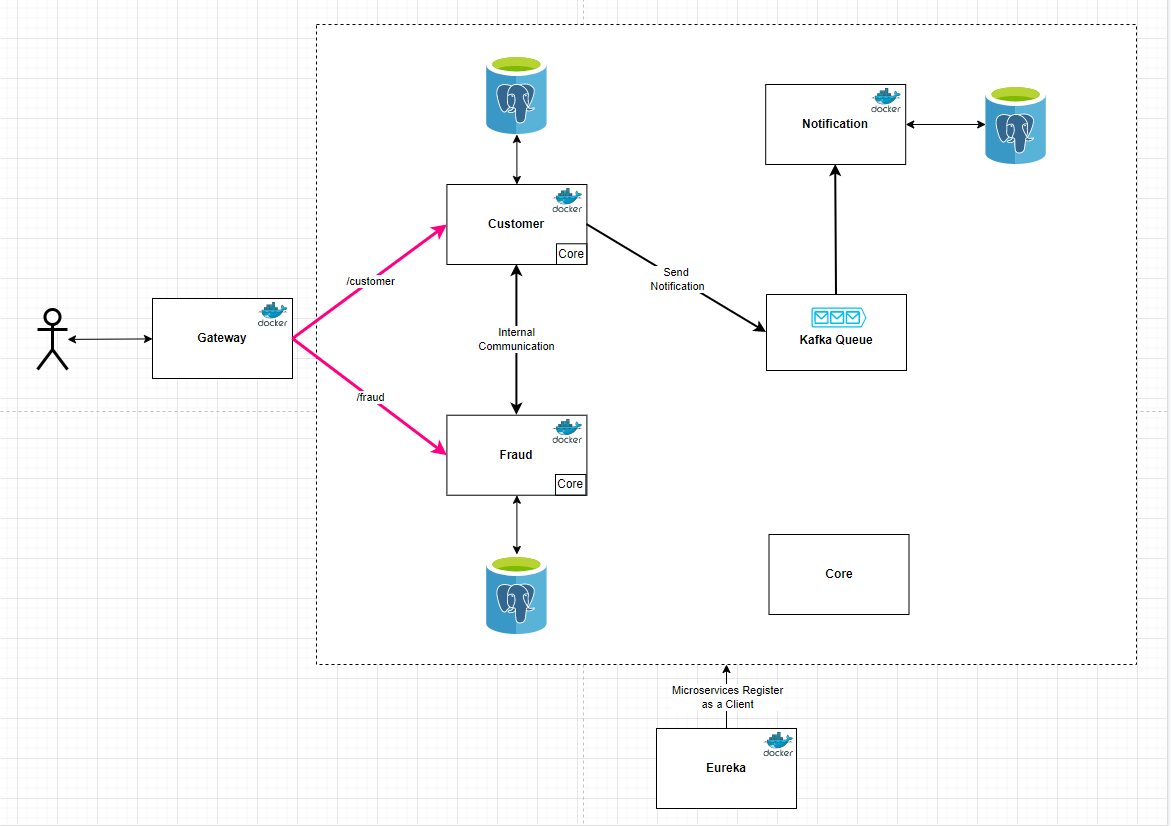 docker
Notification
docker
Customer
Core
/customer
Send
Notification
docker
Gateway
Internal
Communication
Kafka Queue
/fraud
docker
Fraud
Core
Core
Microservices Register
as a Client
docker
Eureka